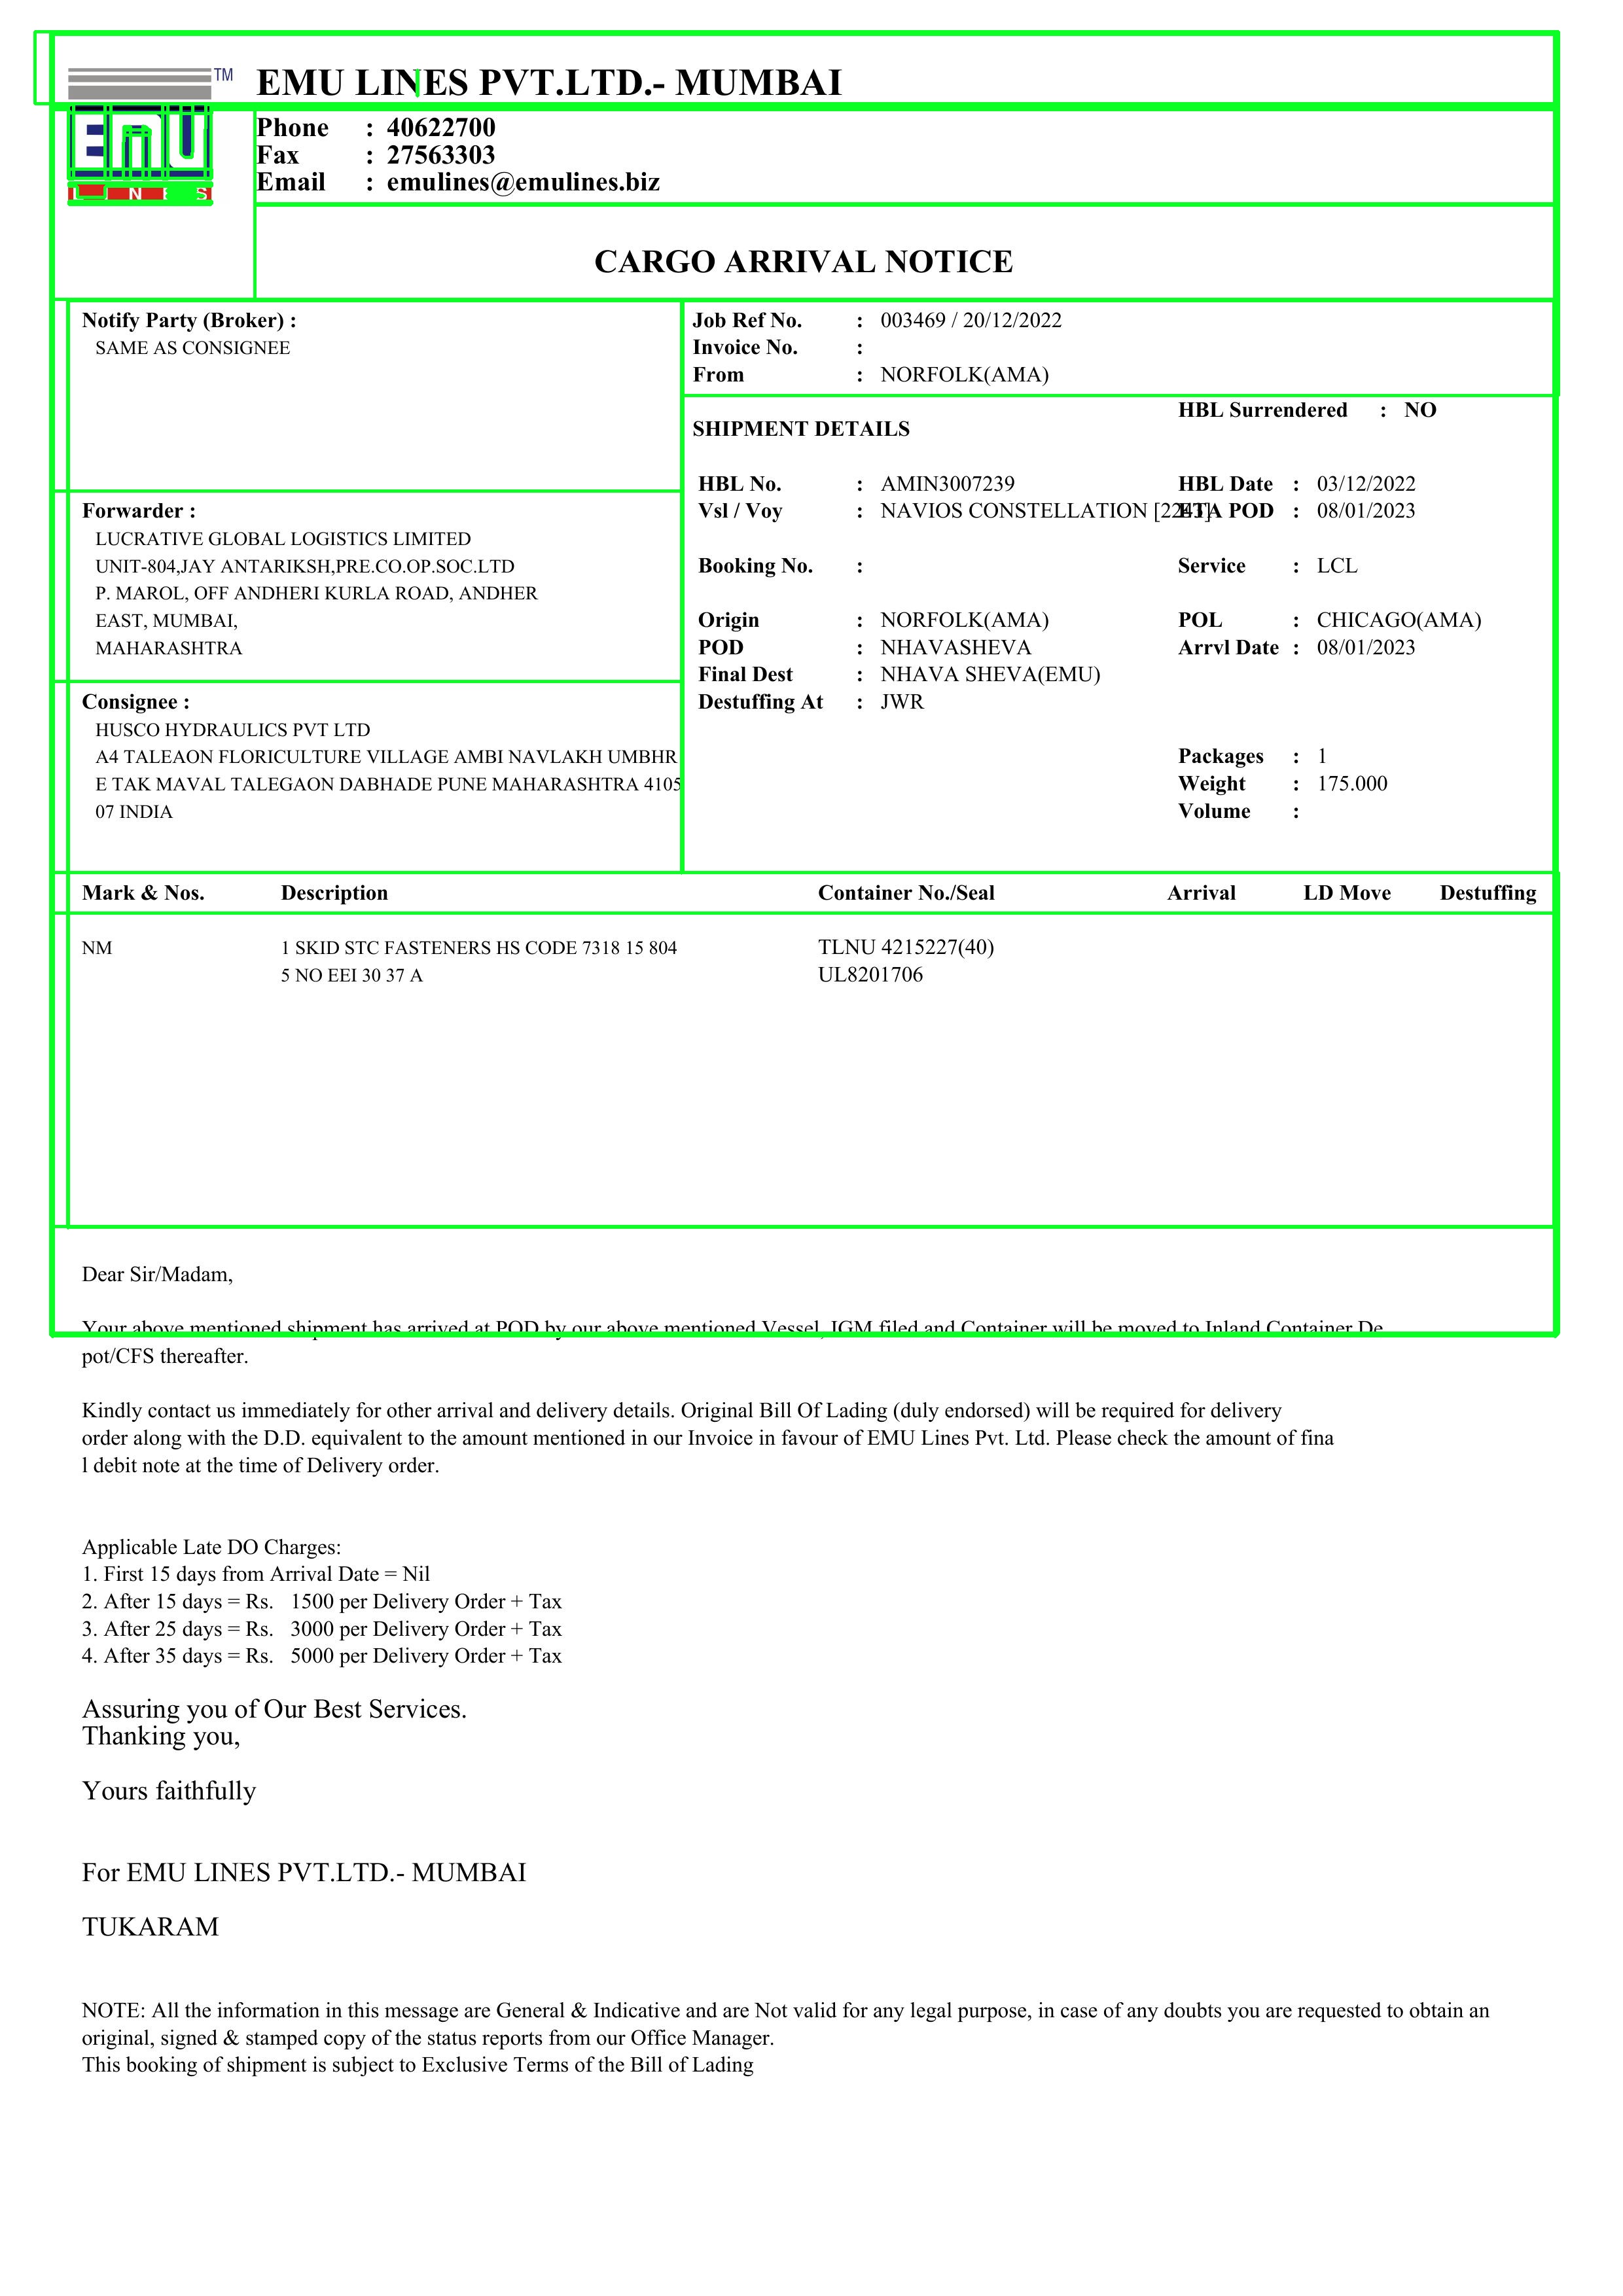 TM
EMU LINES PVT.LTD.- MUMBAI
EMU
L I N E S
Phone : 40622700
Fax : 27563303
Email : emulines@emulines.biz
CARGO ARRIVAL NOTICE
Notify Party (Broker) :
SAME AS CONSIGNEE
Job Ref No. : 003469 / 20/12/2022
Invoice No. :
From : NORFOLK(AMA)
Forwarder :
LUCRATIVE GLOBAL LOGISTICS LIMITED
UNIT-804,JAY ANTARIKSH,PRE.CO.OP.SOC.LTD
P. MAROL, OFF ANDHERI KURLA ROAD, ANDHER
EAST, MUMBAI,
MAHARASHTRA
Consignee :
HUSCO HYDRAULICS PVT LTD
A4 TALEAON FLORICULTURE VILLAGE AMBI NAVLAKH UMBHR
E TAK MAVAL TALEGAON DABHADE PUNE MAHARASHTRA 4105
07 INDIA
HBL Surrendered : NO
SHIPMENT DETAILS
HBL No. : AMIN3007239 HBL Date : 03/12/2022
Vsl / Voy : NAVIOS CONSTELLATION ETA POD : 08/01/2023
Booking No. : Service : LCL
Origin : NORFOLK(AMA) POL : CHICAGO(AMA)
POD : NHAVASHEVA Arrvl Date : 08/01/2023
Final Dest : NHAVA SHEVA(EMU)
Destuffing At : JWR
Packages : 1
Weight : 175.000
Volume :
Mark & Nos. Description Container No./Seal Arrival LD Move Destuffing
NM 1 SKID STC FASTENERS HS CODE 7318 15 804 TLNU 4215227(40)
5 NO EEI 30 37 A UL8201706
Dear Sir/Madam,
Your above mentioned shipment has arrived at POD by our above mentioned Vessel, IGM filed and Container will be moved to Inland Container De
pot/CFS thereafter.
Kindly contact us immediately for other arrival and delivery details. Original Bill Of Lading (duly endorsed) will be required for delivery
order along with the D.D. equivalent to the amount mentioned in our Invoice in favour of EMU Lines Pvt. Ltd. Please check the amount of fina
l debit note at the time of Delivery order.
Applicable Late DO Charges:
1. First 15 days from Arrival Date = Nil
2. After 15 days = Rs. 1500 per Delivery Order + Tax
3. After 25 days = Rs. 3000 per Delivery Order + Tax
4. After 35 days = Rs. 5000 per Delivery Order + Tax
Assuring you of Our Best Services.
Thanking you,
Yours faithfully
For EMU LINES PVT.LTD.- MUMBAI
TUKARAM
NOTE: All the information in this message are General & Indicative and are Not valid for any legal purpose, in case of any doubts you are requested to obtain an
original, signed & stamped copy of the status reports from our Office Manager.
This booking of shipment is subject to Exclusive Terms of the Bill of Lading